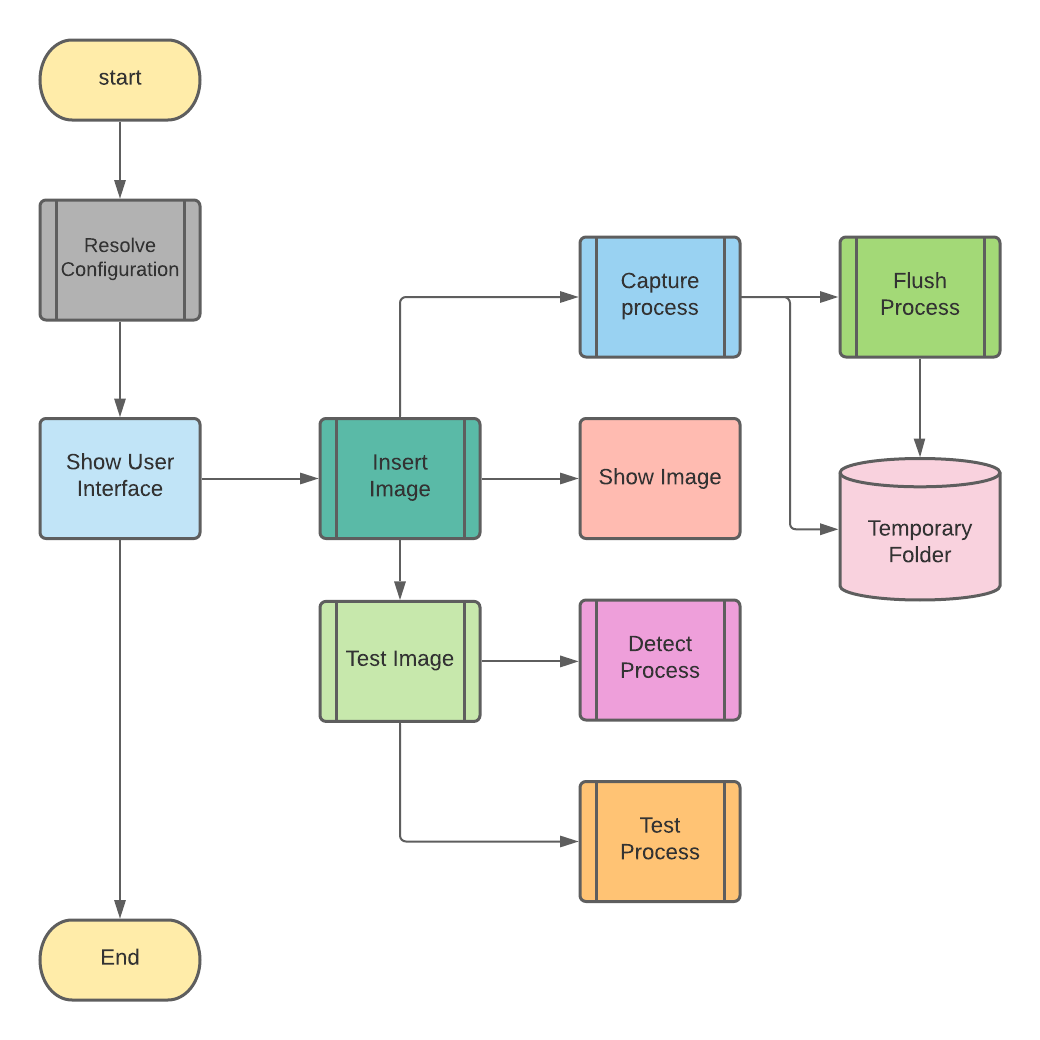 start
Resolve
Configuration
Show User
Interface
Insert
Image
Capture
process
Flush
Process
Show Image
Temporary
Folder
Test Image
Detect
Process
Test
Process
End